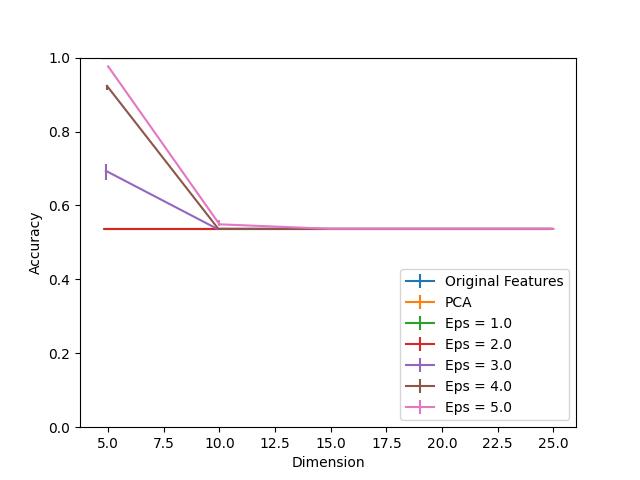 1.0
0.8
0.6
0.4
0.2
0.0
Accuracy
Original Features
PCA
Eps = 1.0
Eps = 2.0
Eps = 3.0
Eps = 4.0
Eps = 5.0
5.0 7.5 10.0 12.5 15.0 17.5 20.0 22.5 25.0
Dimension